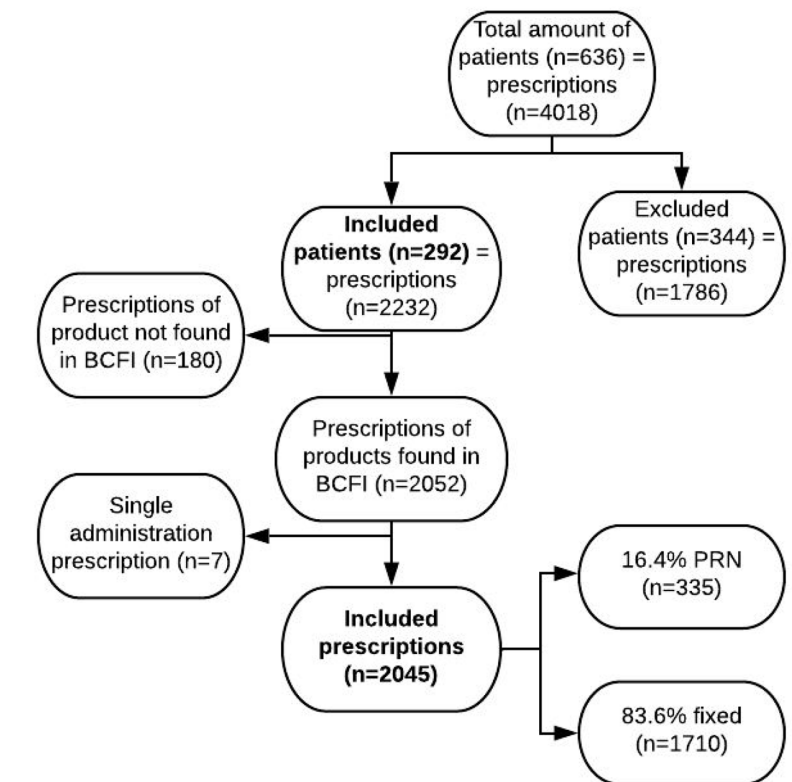 Total amount of
patients (n=636) =
prescriptions
(n=4018)
Included
patients (n=292) =
prescriptions
(n=2232)
Excluded
patients (n=344) =
prescriptions
(n=1786)
Prescriptions of
product not found
in BCFI (n=180)
Prescriptions of
products found in
BCFI (n=2052)
Single
administration
prescription (n=7)
Included
prescriptions
(n=2045)
16.4% PRN
(n=335)
83.6% fixed
(n=1710)